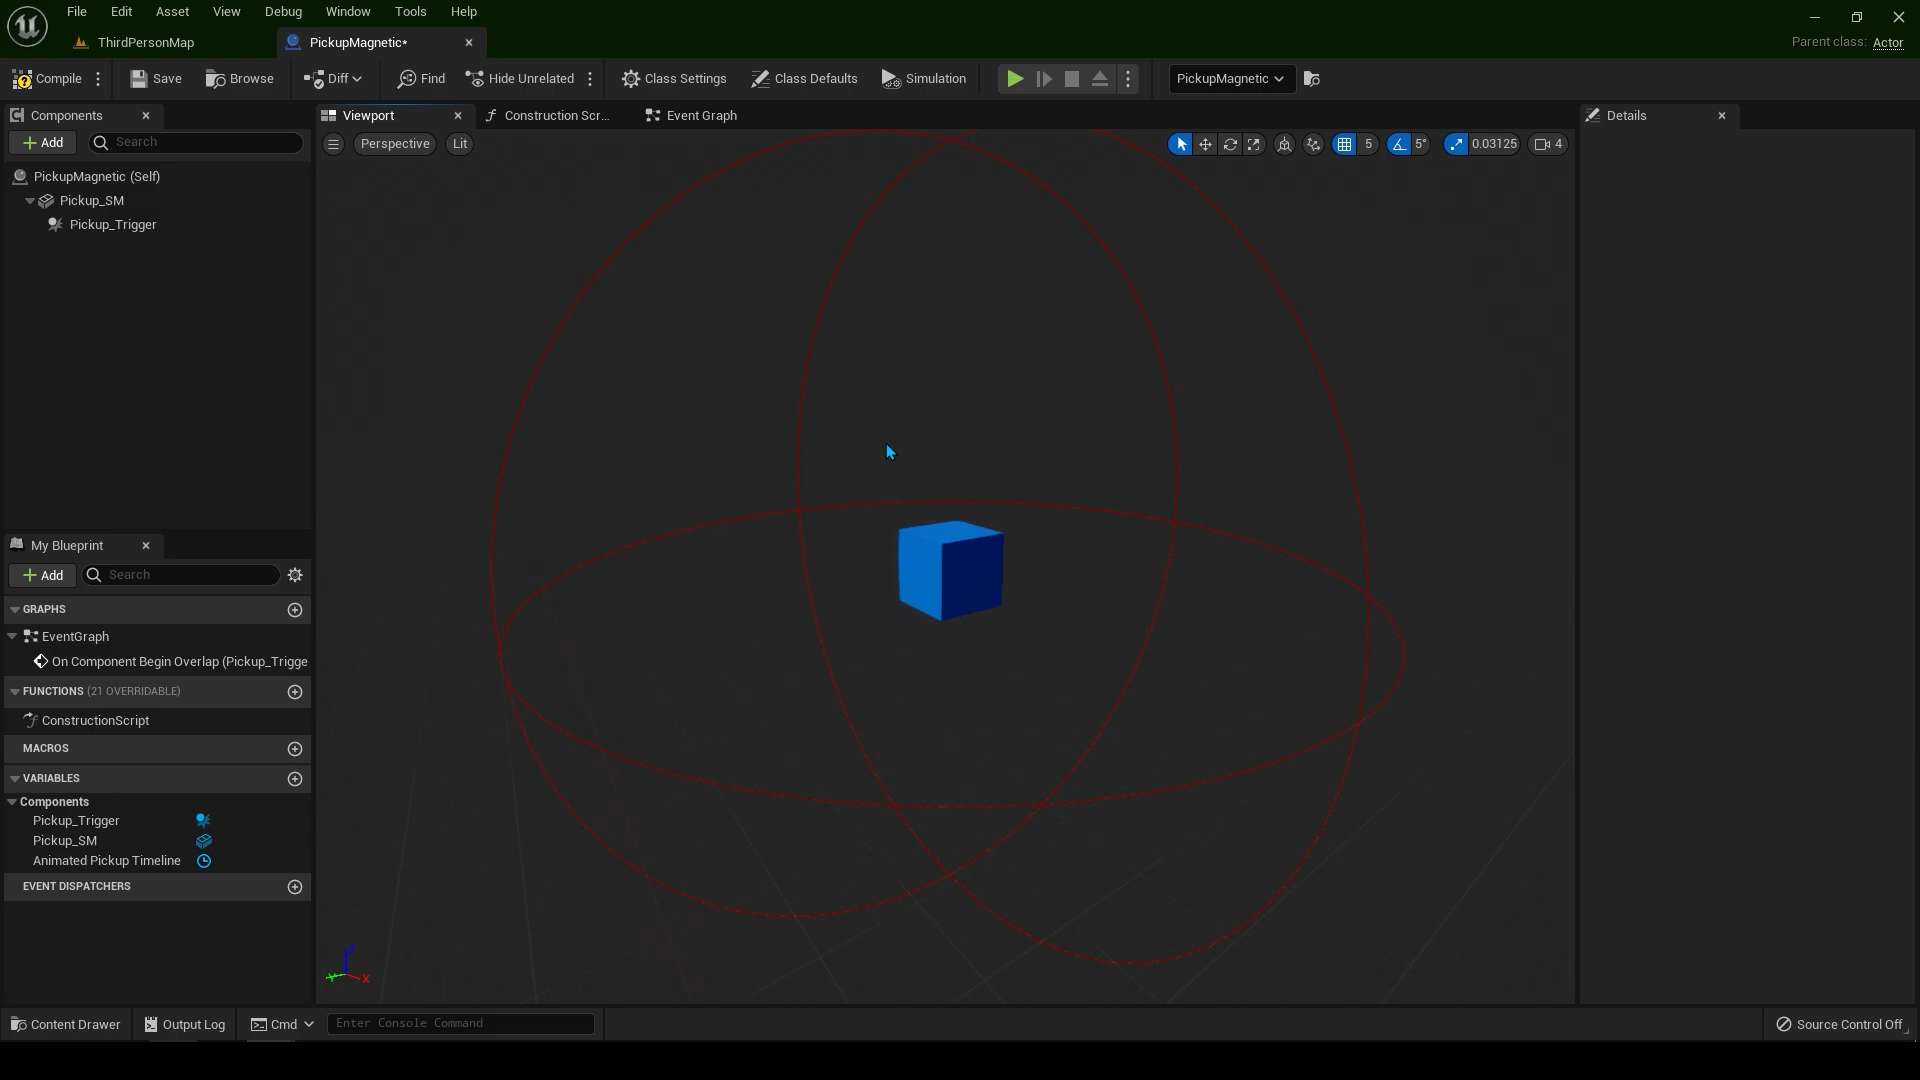 File Edit Asset View Debug Window Tools Help
ThirdPersonMap
PickupMagnetic*
Parent class: Actor
Compile
Save
Browse
Diff
Find
Hide Unrelated
Class Settings
Class Defaults
Simulation
PickupMagnetic
Components
Viewport
Construction Scr...
Event Graph
Details
Add
Search
Perspective
Lit
5
5°
0.03125
4
PickupMagnetic (Self)
Pickup_SM
Pickup_Trigger
My Blueprint
Add
Search
GRAPHS
EventGraph
On Component Begin Overlap (Pickup_Trigge
FUNCTIONS (21 OVERRIDABLE)
ConstructionScript
MACROS
VARIABLES
Components
Pickup_Trigger
Pickup_SM
Animated Pickup Timeline
EVENT DISPATCHERS
Z
Y
X
Content Drawer
Output Log
Cmd
Enter Console Command
Source Control Off